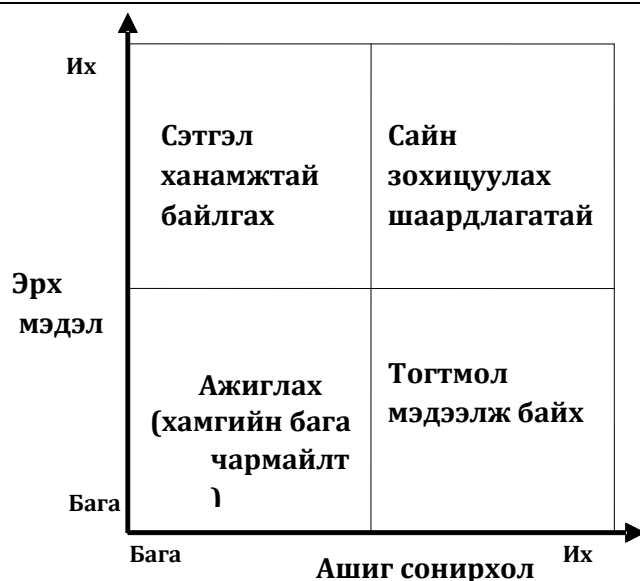 Их
Сэтгэл
ханамжтай
байлгах
Сайн
зохицуулах
шаардлагатай
Эрх
мэдэл
Ажиглах
(хамгийн бага
чармайлт
)
Тогтмол
мэдээлж байх
Бага
Бага
Их
Ашиг сонирхол